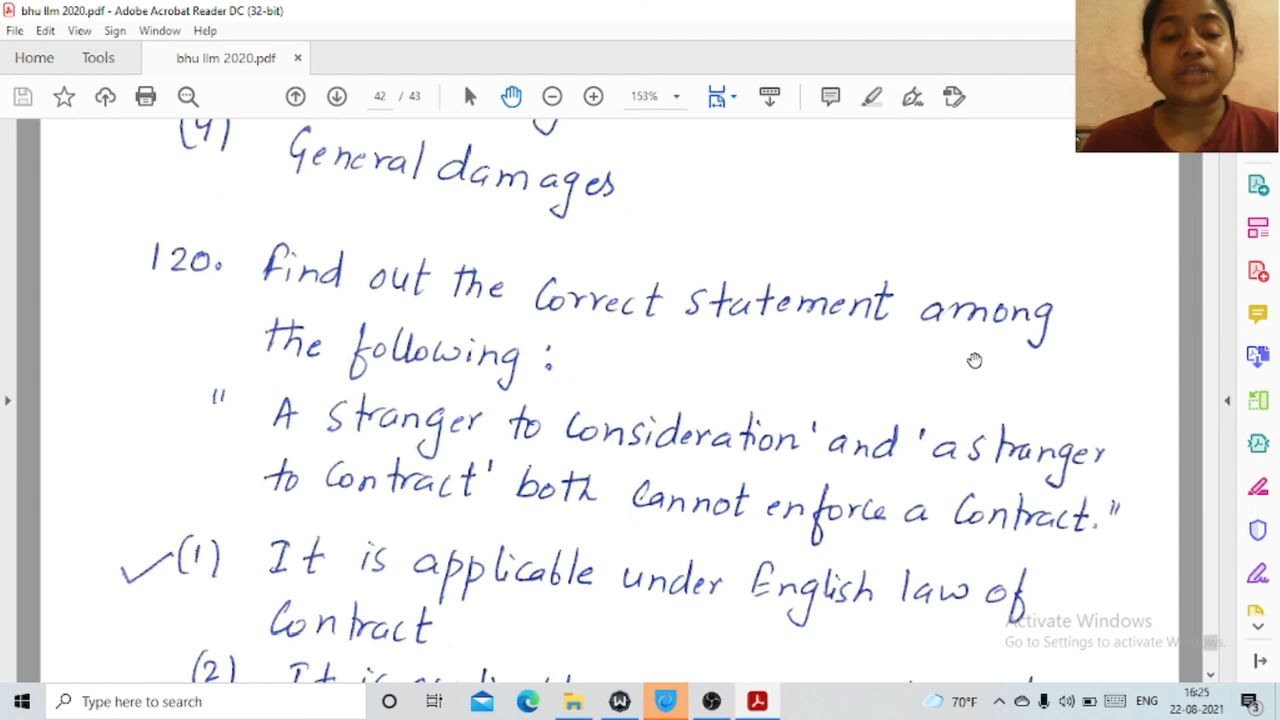 bhu llm 2020.pdf - Adobe Acrobat Reader DC (32-bit)
File Edit View Sign Window Help
Home Tools bhu llm 2020.pdf ×
42 / 43 153%
(4) General damages
120. Find out the Correct statement among
the following :
" A stranger to Consideration' and 'a stranger
to Contract' both Cannot enforce a Contract."
(1) It is applicable under English law of
Contract
Activate Windows
Go to Settings to activate Windows.
(2) It is
Type here to search
70°F ENG 16:25
22-08-2021
3